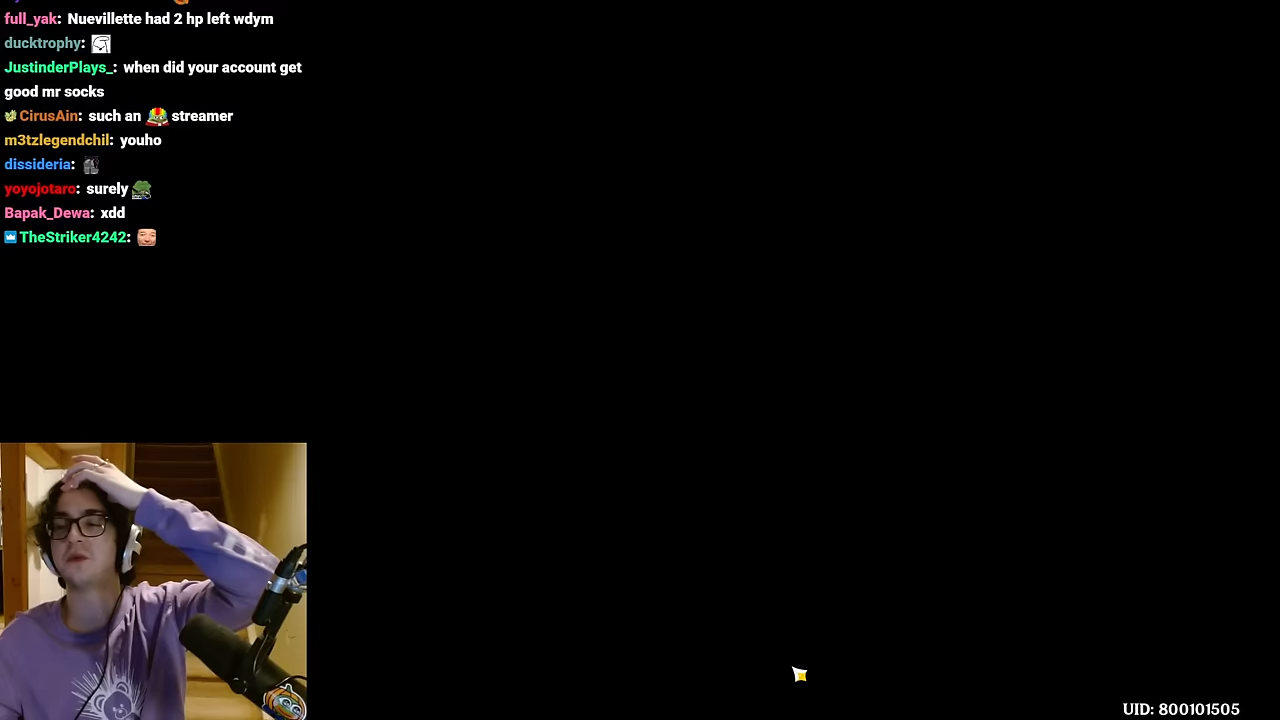 full_yak: Nuevillette had 2 hp left wdym
ducktrophy:
JustinderPlays_: when did your account get
good mr socks
CirusAin: such an streamer
m3tzlegendchil: youho
dissideria:
yoyojotaro: surely
Bapak_Dewa: xdd
TheStriker4242:
UID: 800101505